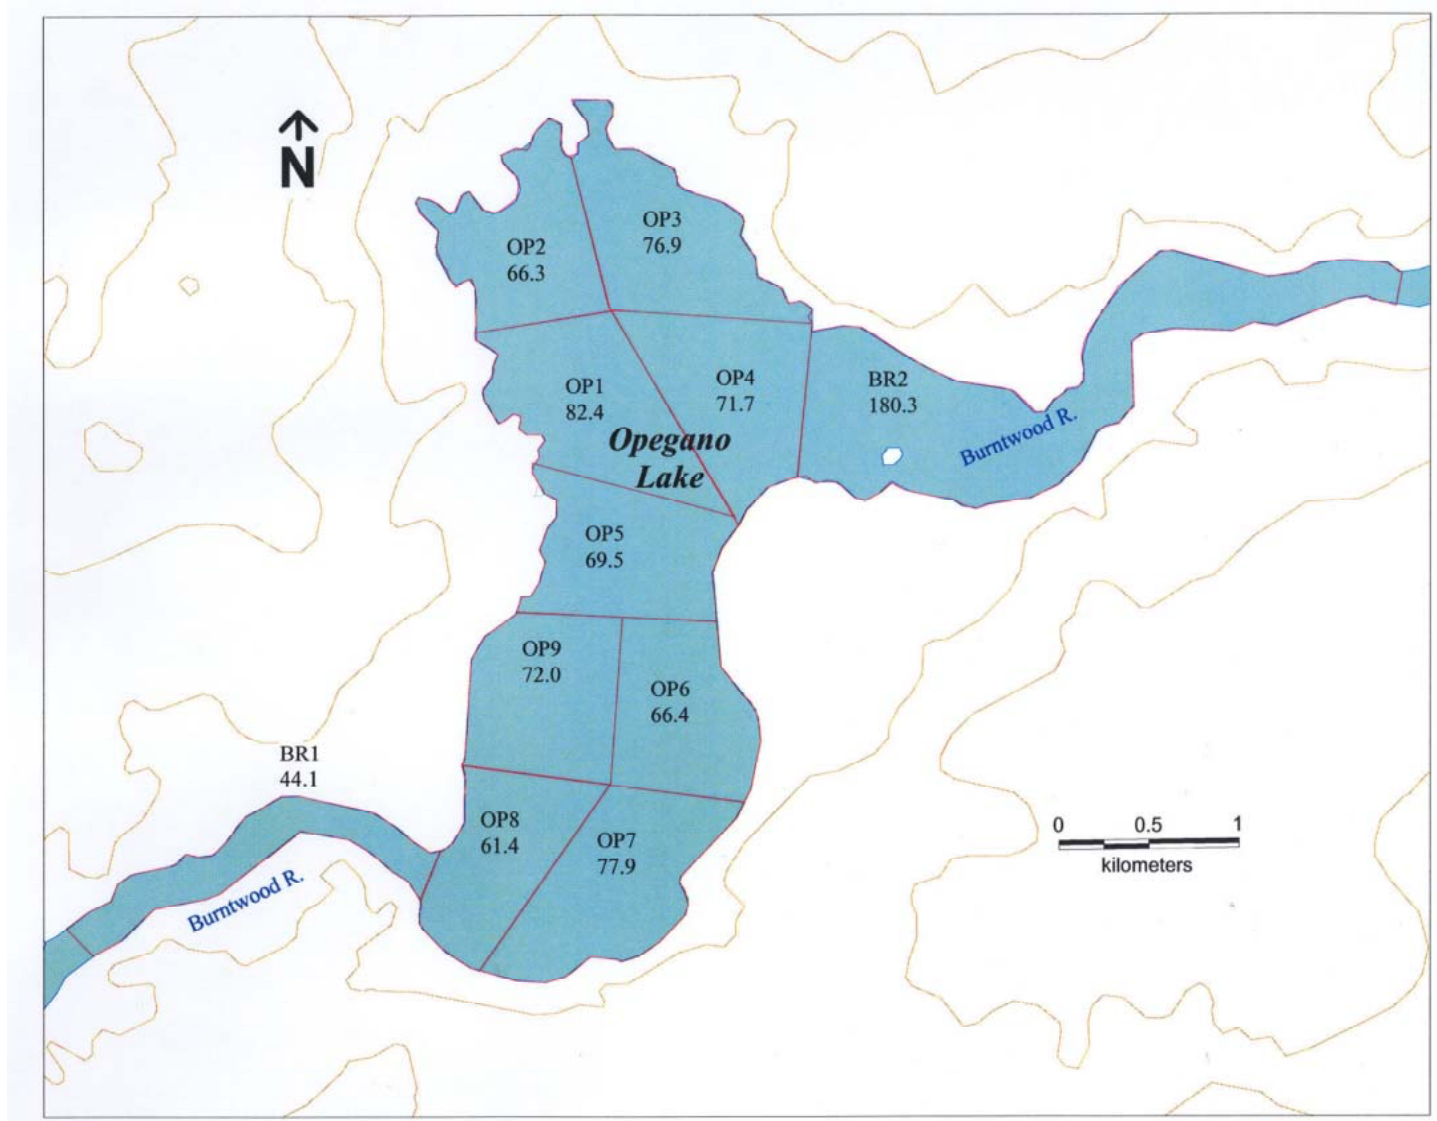 N
OP3
76.9
OP2
66.3
OP1
82.4
OP4
71.7
BR2
180.3
Opegano
Lake
Burntwood R.
OP5
69.5
OP9
72.0
OP6
66.4
BR1
44.1
OP8
61.4
OP7
77.9
0 0.5 1
kilometers
Burntwood R.